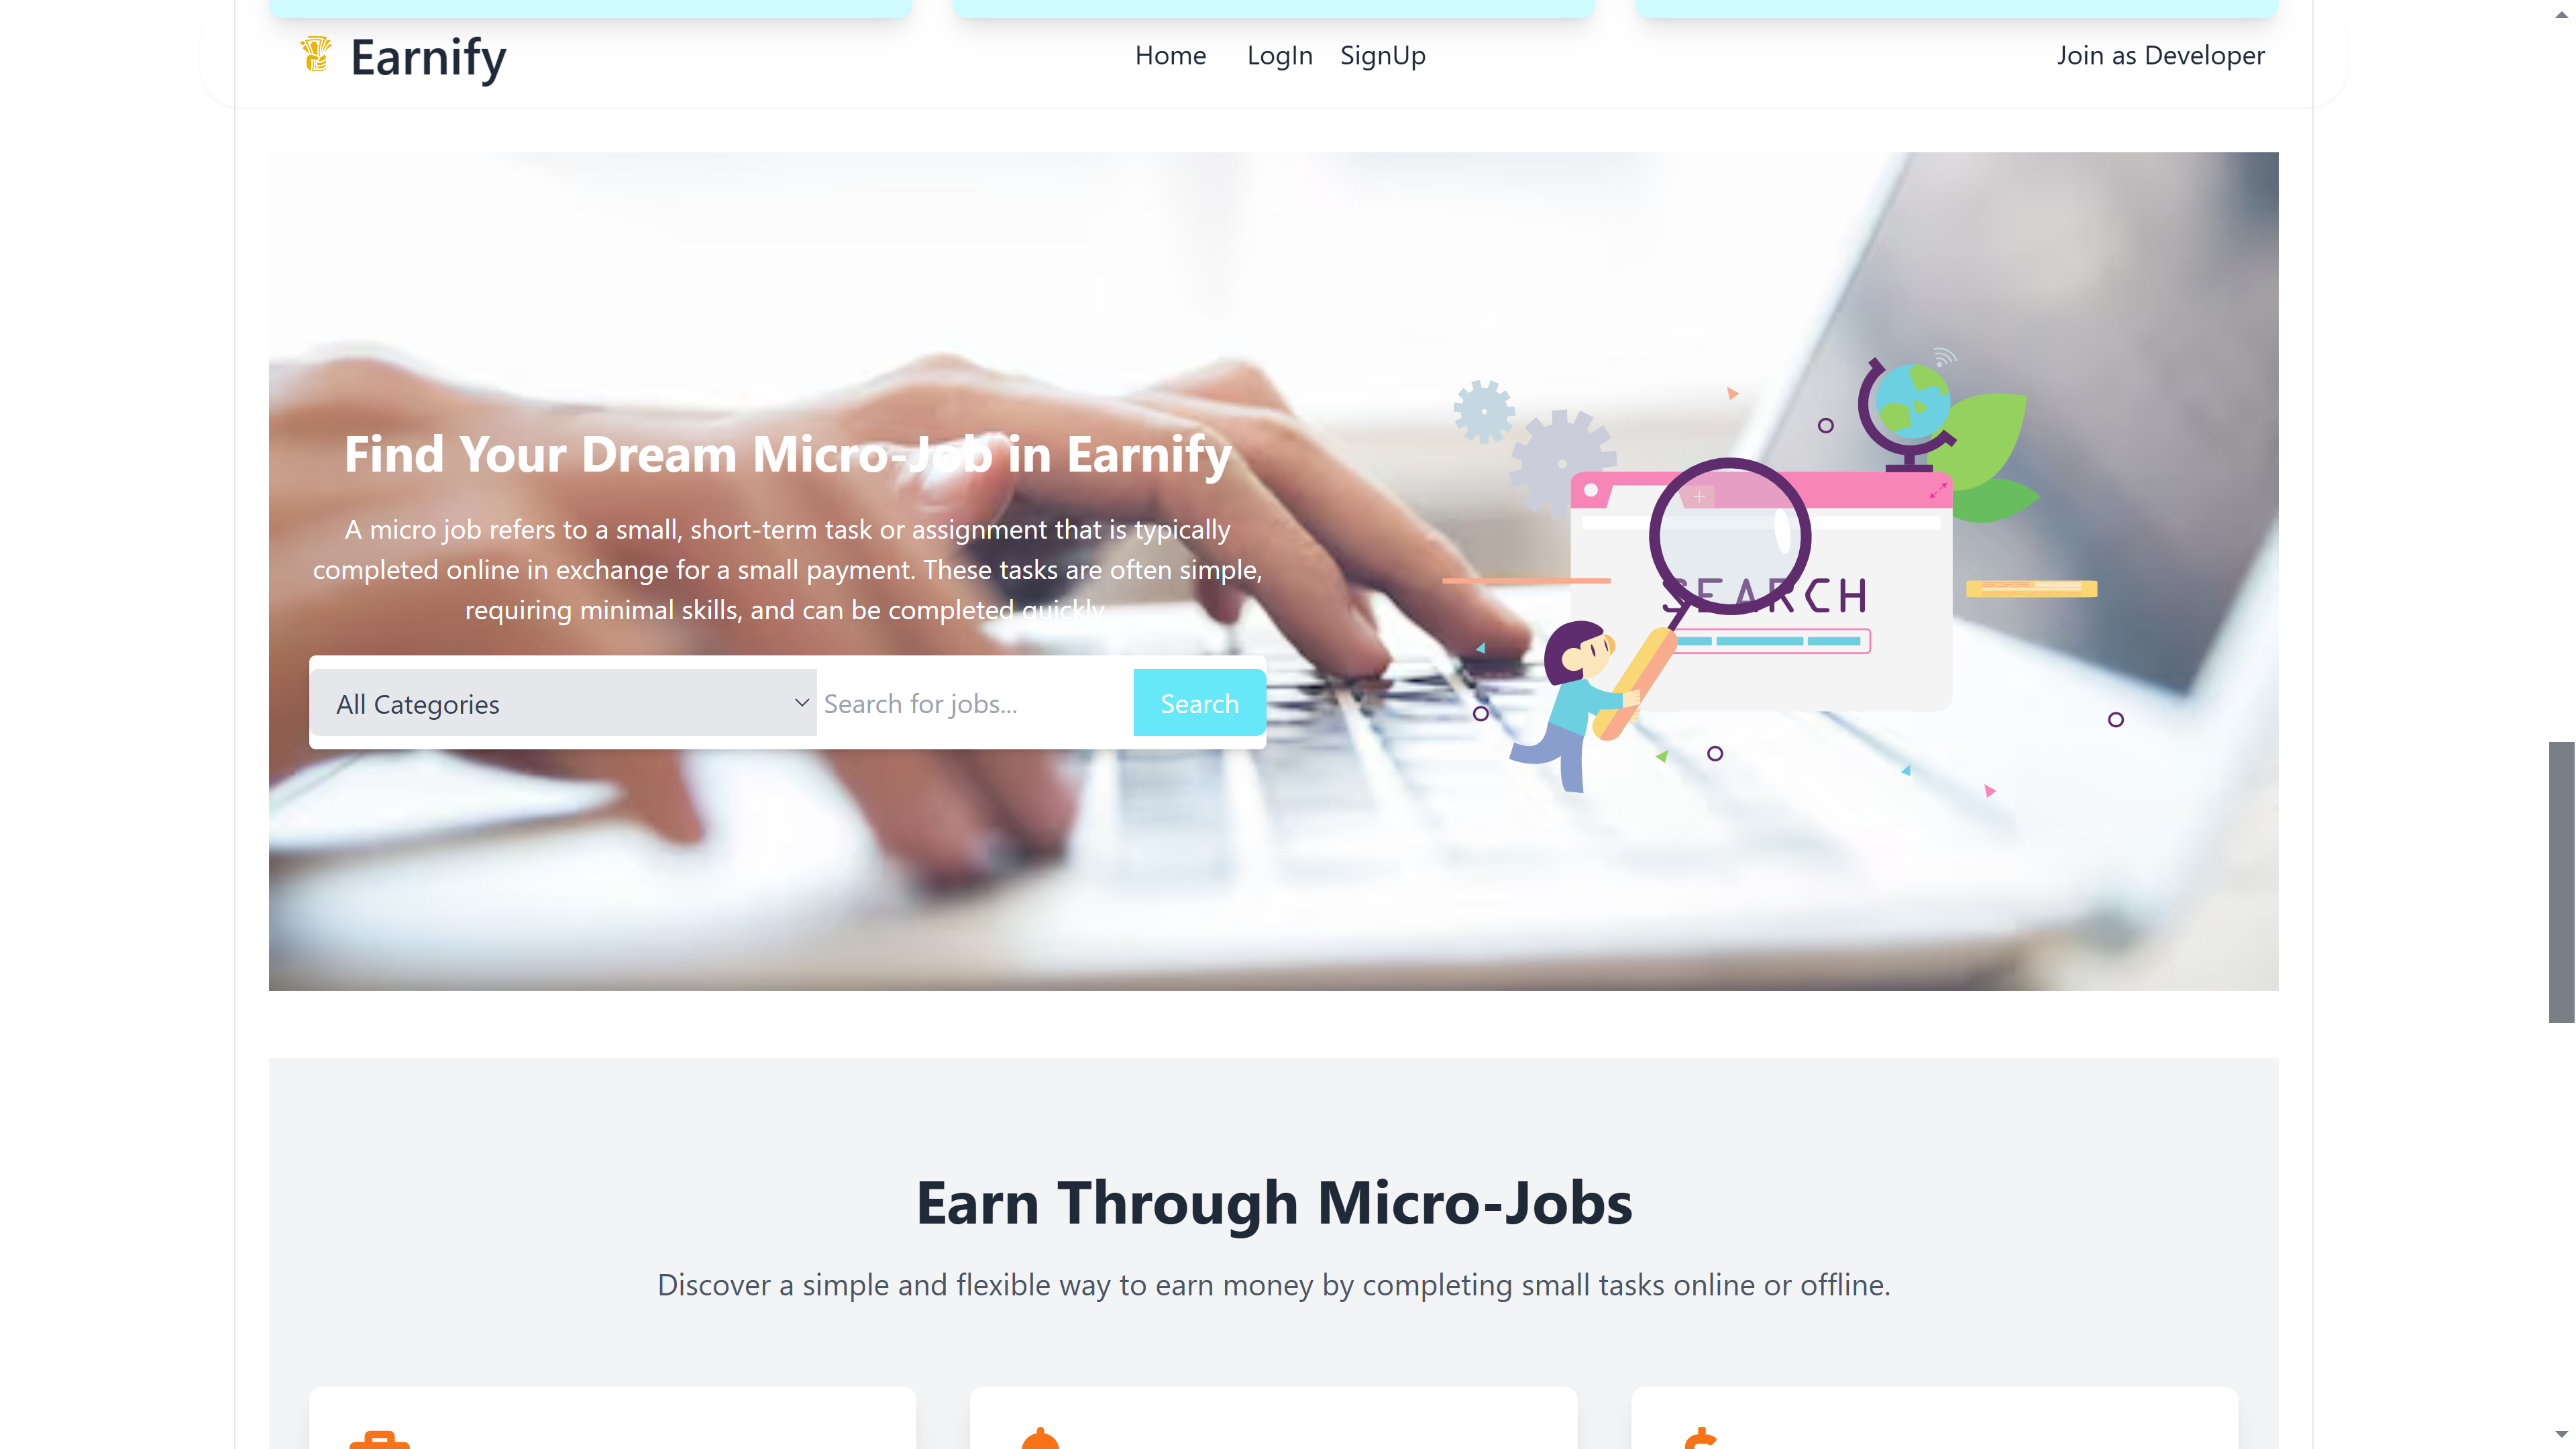 Earnify
Home LogIn SignUp
Join as Developer
Find Your Dream Micro-Job in Earnify
A micro job refers to a small, short-term task or assignment that is typically
completed online in exchange for a small payment. These tasks are often simple,
requiring minimal skills, and can be completed quickly.
SEARCH
All Categories
Search for jobs...
Search
Earn Through Micro-Jobs
Discover a simple and flexible way to earn money by completing small tasks online or offline.